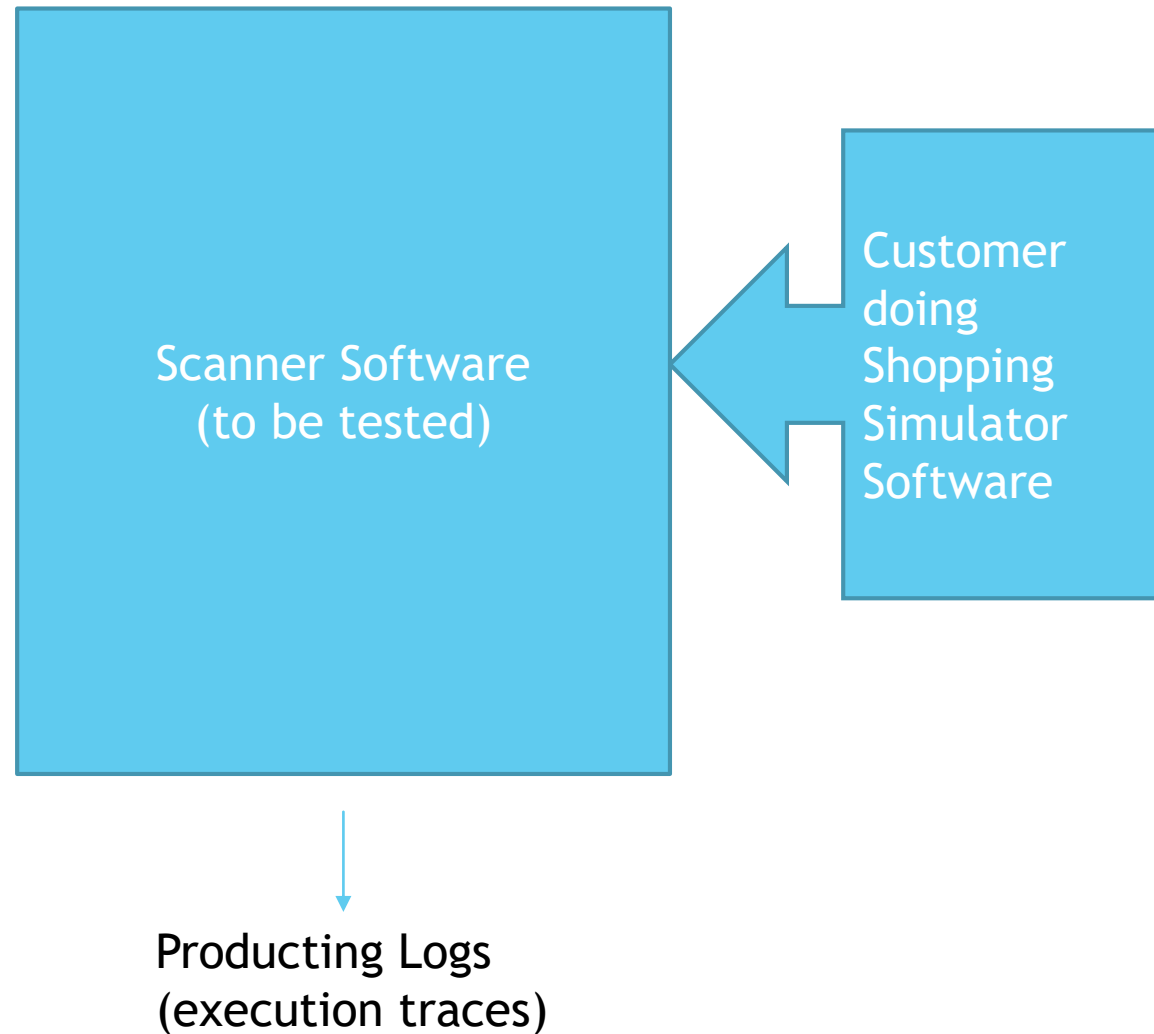 Scanner Software
(to be tested)
Customer
doing
Shopping
Simulator
Software
Producting Logs
(execution traces)